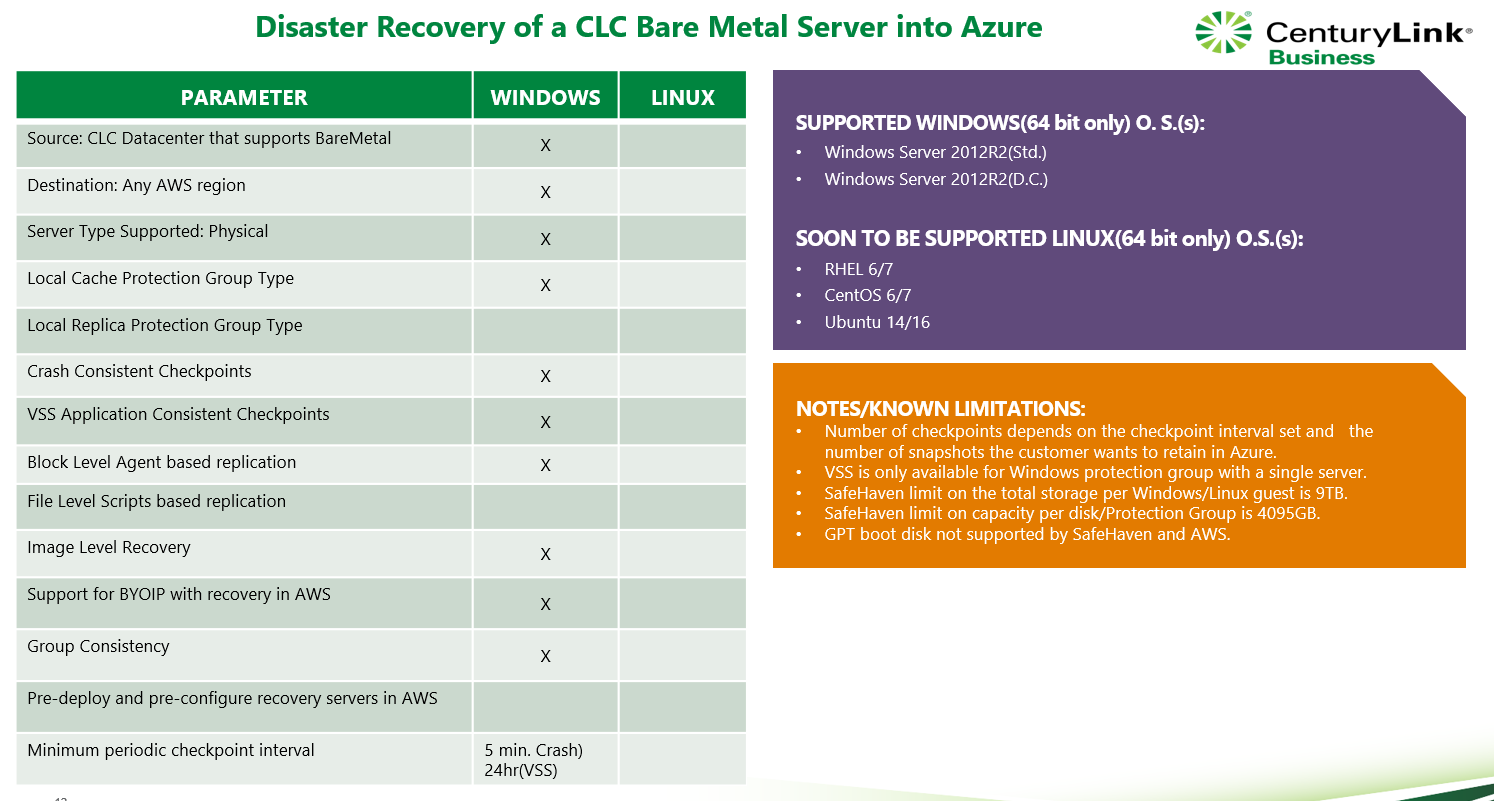 Disaster Recovery of a CLC Bare Metal Server into Azure
CenturyLink®
Business
PARAMETER WINDOWS LINUX
Source: CLC Datacenter that supports BareMetal X
Destination: Any AWS region X
Server Type Supported: Physical X
Local Cache Protection Group Type X
Local Replica Protection Group Type
Crash Consistent Checkpoints X
VSS Application Consistent Checkpoints X
Block Level Agent based replication X
File Level Scripts based replication
Image Level Recovery X
Support for BYOIP with recovery in AWS X
Group Consistency X
Pre-deploy and pre-configure recovery servers in AWS
Minimum periodic checkpoint interval 5 min. Crash)
24hr(VSS)
SUPPORTED WINDOWS(64 bit only) O. S.(s):
• Windows Server 2012R2(Std.)
• Windows Server 2012R2(D.C.)
SOON TO BE SUPPORTED LINUX(64 bit only) O.S.(s):
• RHEL 6/7
• CentOS 6/7
• Ubuntu 14/16
NOTES/KNOWN LIMITATIONS:
• Number of checkpoints depends on the checkpoint interval set and the
number of snapshots the customer wants to retain in Azure.
• VSS is only available for Windows protection group with a single server.
• SafeHaven limit on the total storage per Windows/Linux guest is 9TB.
• SafeHaven limit on capacity per disk/Protection Group is 4095GB.
• GPT boot disk not supported by SafeHaven and AWS.